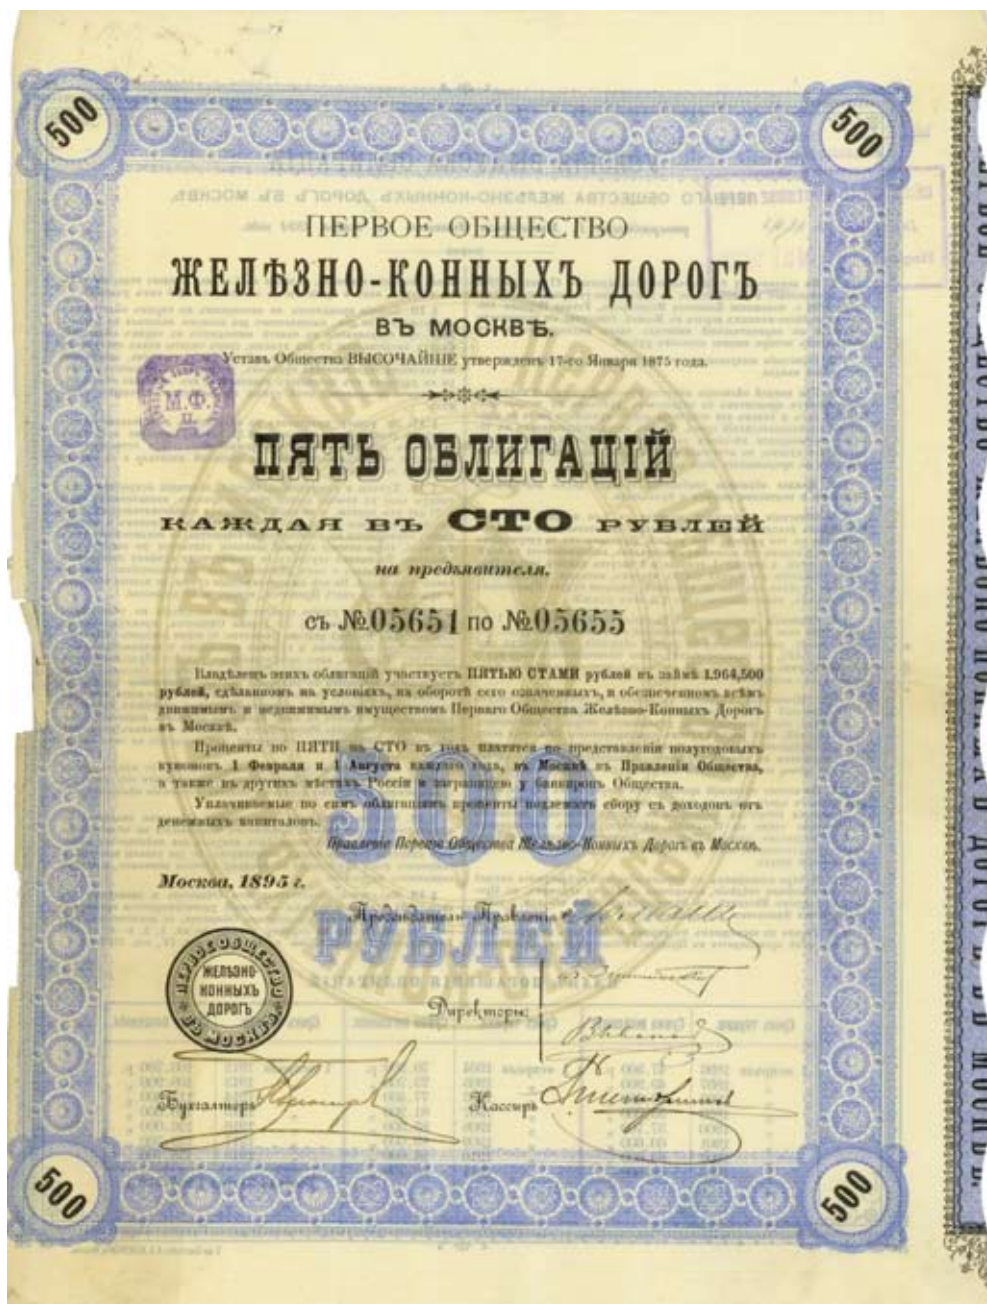 500
500
ПЕРВОЕ ОБЩЕСТВО
ЖЕЛѢЗНО-КОННЫХЪ ДОРОГЪ
ВЪ МОСКВѢ.
Уставъ Общества ВЫСОЧАЙШЕ утвержденъ 17-го Января 1875 года.
М.Ф.
ПЯТЬ ОБЛИГАЦІЙ
КАЖДАЯ ВЪ СТО РУБЛЕЙ
на предъявителя.
съ №05651 по №05655
Владѣлецъ этихъ облигацій участвуетъ ПЯТЬЮ СТАМИ рублей въ займѣ 1.964,500
рублей, сдѣланномъ на условіяхъ, на оборотѣ сего означенныхъ, и обезпеченномъ всѣмъ
движимымъ и недвижимымъ имуществомъ Перваго Общества Желѣзно-Конныхъ Дорогъ
въ Москвѣ.
Проценты по ПЯТИ на СТО въ годъ платятся по представленіи полугодовыхъ
купоновъ 1 Февраля и 1 Августа каждаго года, въ Москвѣ въ Правленіи Общества,
а также въ другихъ мѣстахъ Россіи и заграницею у банкировъ Общества.
Уплачиваемые по симъ облигаціямъ проценты подлежатъ сбору съ доходовъ отъ
денежныхъ капиталовъ.
500
РУБЛЕЙ
Правленіе Перваго Общества Желѣзно-Конныхъ Дорогъ въ Москвѣ.
Москва, 1895 г.
Предсѣдатель Правленія
ПЕРВОЕ ОБЩЕСТВО
ЖЕЛѢЗНО-
КОННЫХЪ
ДОРОГЪ
ВЪ МОСКВѢ
Директоры:
Бухгалтеръ
Кассиръ
500
500